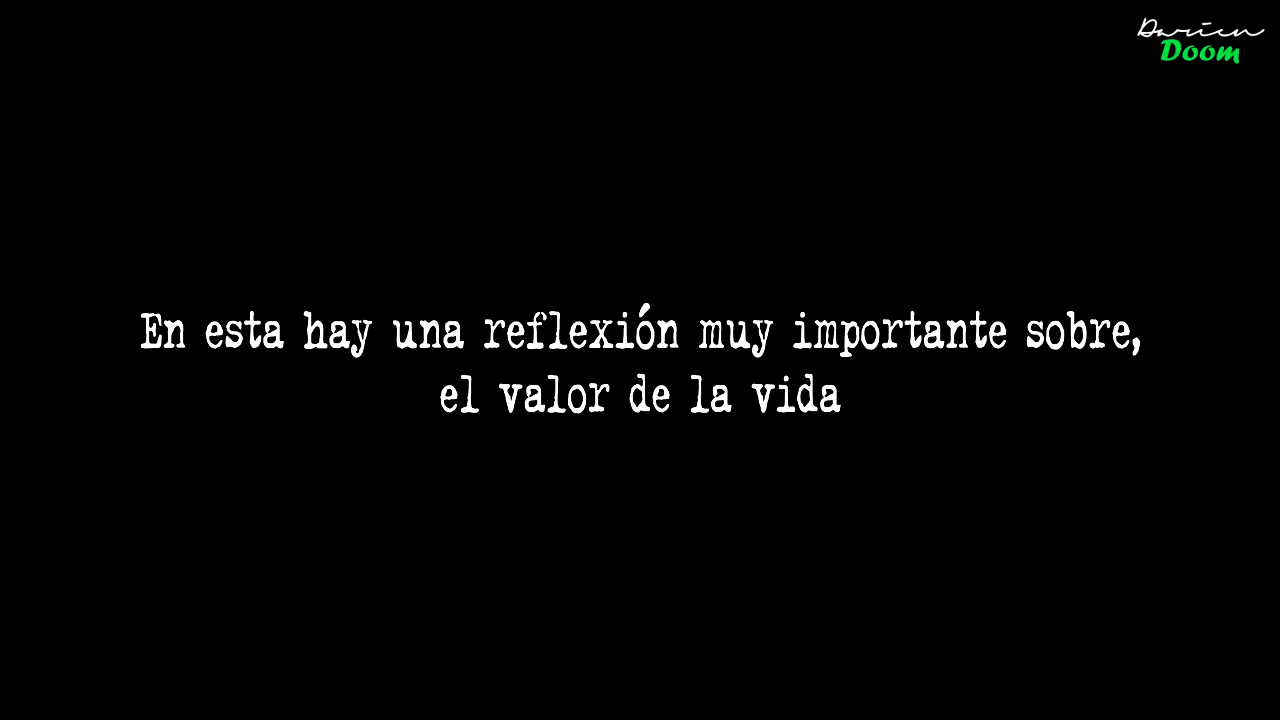 Darien
Doom
En esta hay una reflexión muy importante sobre,
el valor de la vida